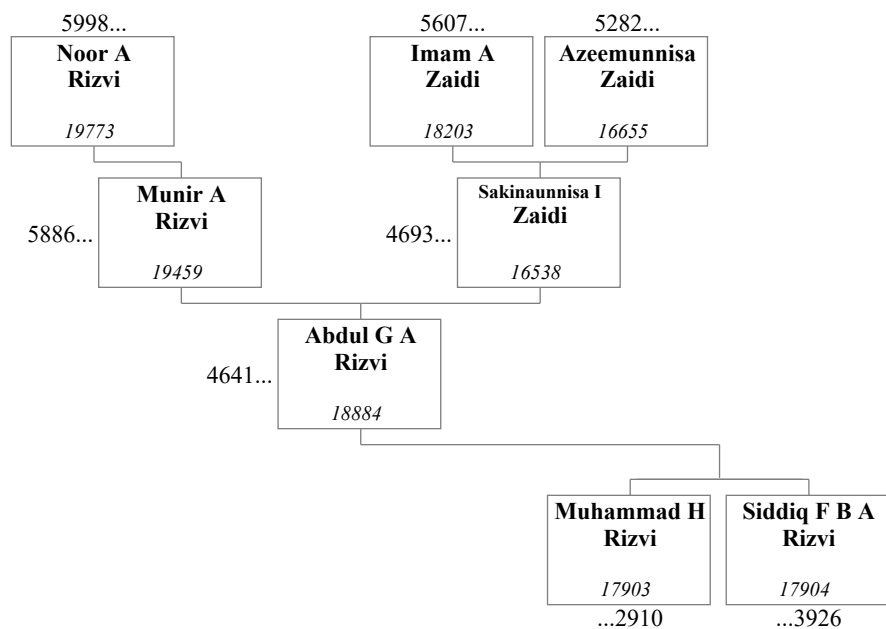 5998...
5607...
5282...
Noor A
Rizvi
19773
Imam A
Zaidi
18203
Azeemunnisa
Zaidi
16655
5886...
Munir A
Rizvi
19459
4693...
Sakinaunnisa I
Zaidi
16538
4641...
Abdul G A
Rizvi
18884
Muhammad H
Rizvi
17903
...2910
Siddiq F B A
Rizvi
17904
...3926